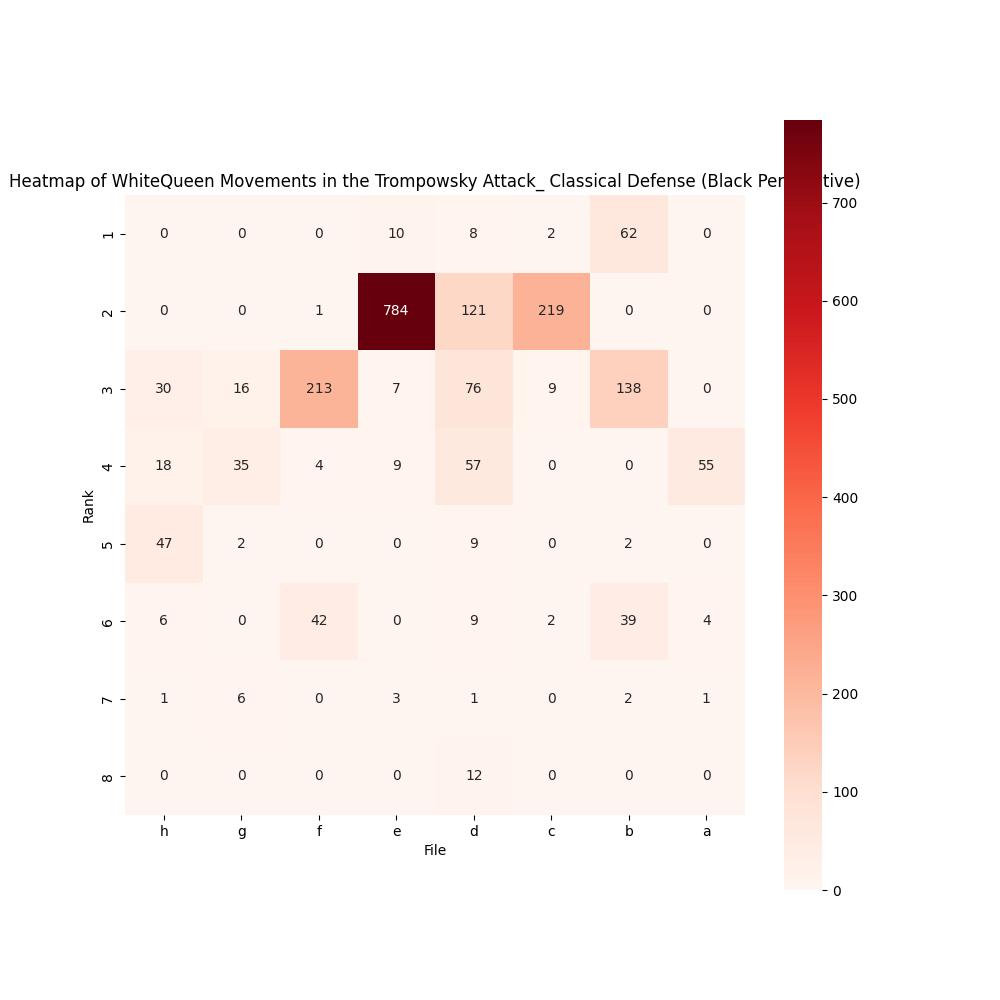 Heatmap of WhiteQueen Movements in the Trompowsky Attack_ Classical Defense (Black Per tive)
700
1 0 0 0 10 8 2 62 0
2 0 0 1 784 121 219 0 0
600
3 30 16 213 7 76 9 138 0
500
4 18 35 4 9 57 0 0 55
400
Rank
5 47 2 0 0 9 0 2 0
300
6 6 0 42 0 9 2 39 4
200
7 1 6 0 3 1 0 2 1
100
8 0 0 0 0 12 0 0 0
h g f e d c b a
File
0